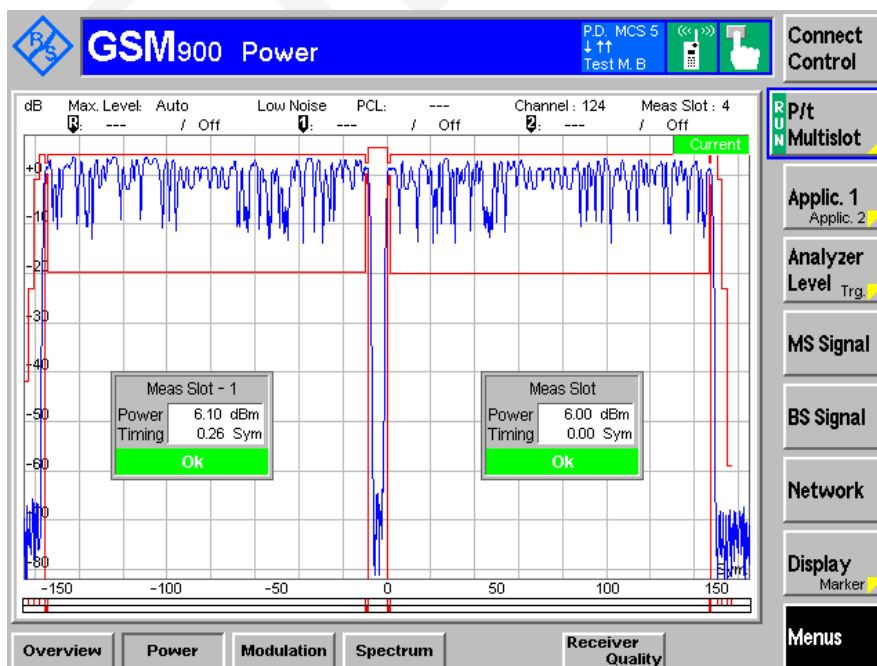 R&S
GSM900 Power
P.D. MCS 5
↓ ↑↑
Test M. B
Connect Control
dB Max. Level: Auto Low Noise PCL: --- Channel : 124 Meas Slot : 4
R: --- / Off 1: --- / Off 2: --- / Off
Current
+0
-10
-20
-30
-40
-50
-60
-70
-80
Meas Slot - 1
Power 6.10 dBm
Timing 0.26 Sym
Ok
Meas Slot
Power 6.00 dBm
Timing 0.00 Sym
Ok
Sym
-150 -100 -50 0 50 100 150
RUN
P/t Multislot
Applic. 1
Applic. 2
Analyzer Level Trg.
MS Signal
BS Signal
Network
Display
Marker
Menus
Overview Power Modulation Spectrum Receiver Quality